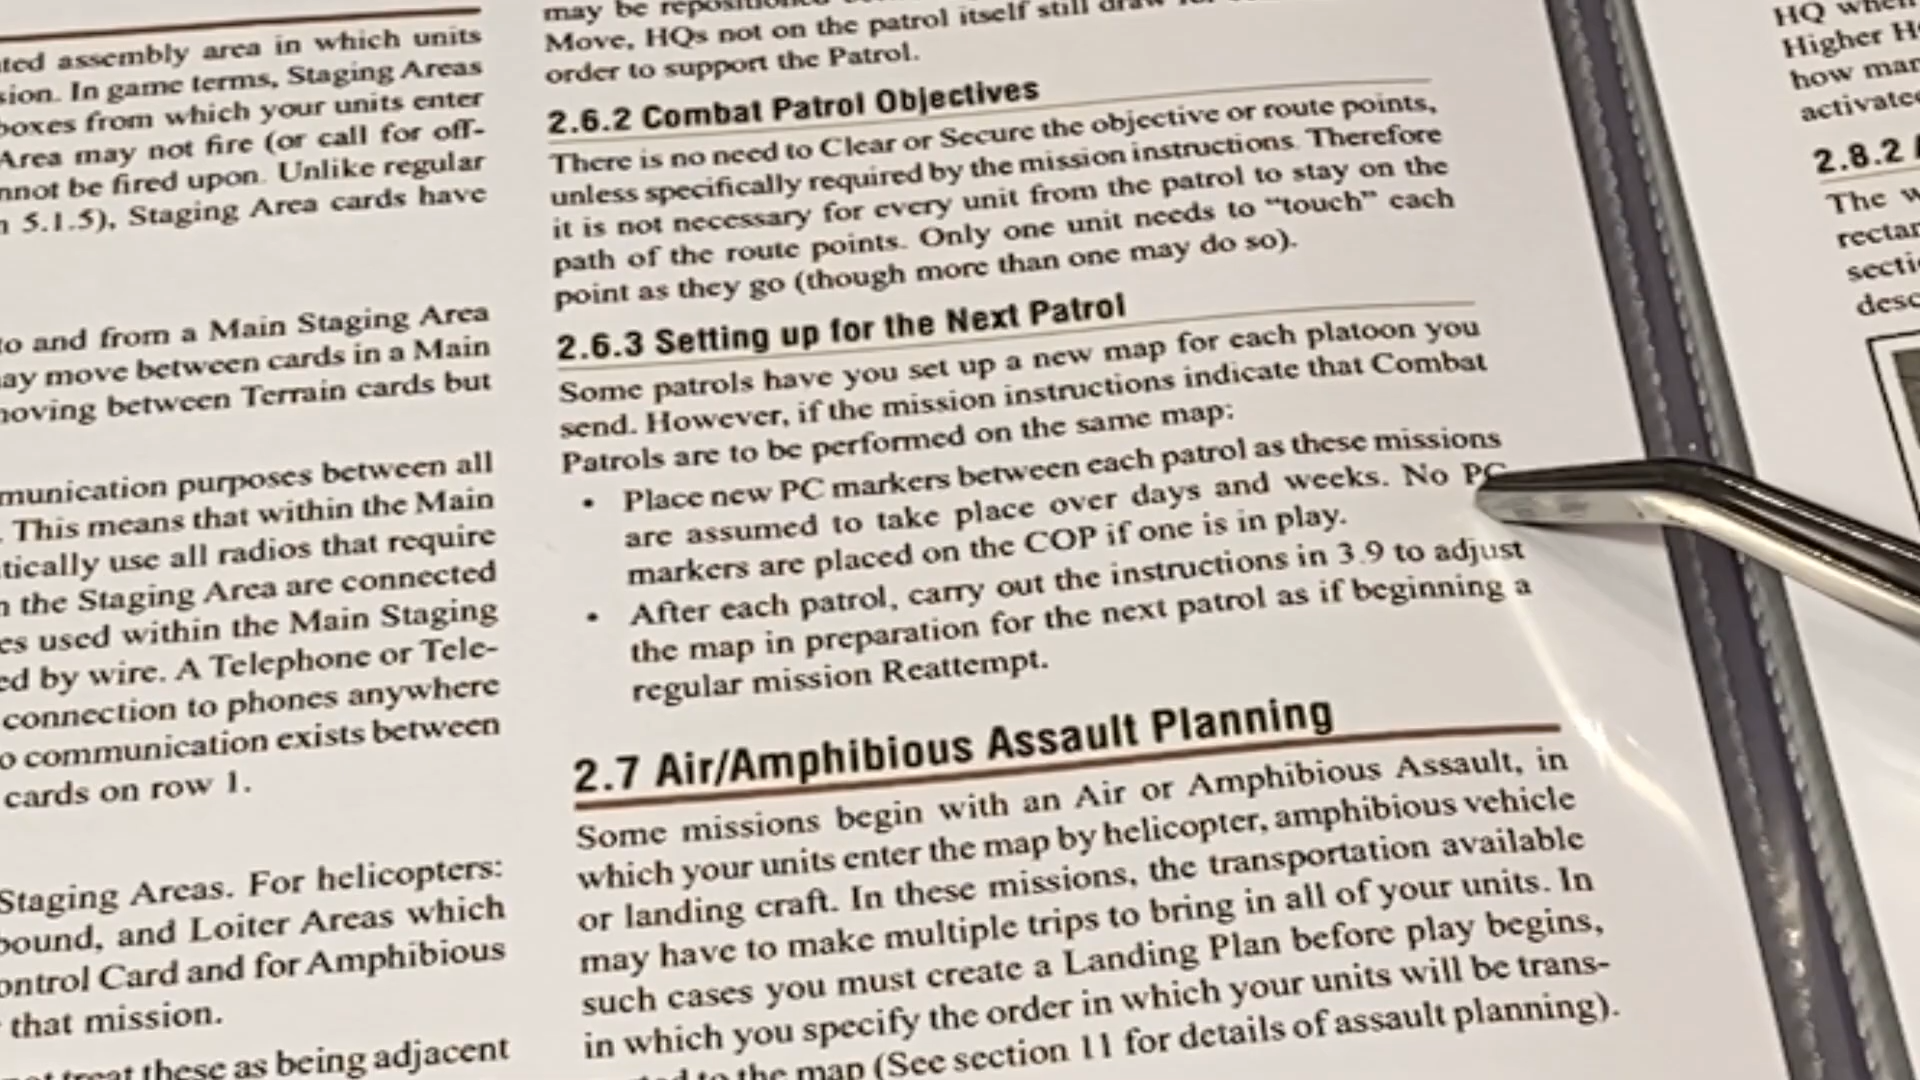 ted assembly area in which units
sion. In game terms, Staging Areas
boxes from which your units enter
Area may not fire (or call for off-
nnot be fired upon. Unlike regular
5.1.5), Staging Area cards have
to and from a Main Staging Area
ay move between cards in a Main
moving between Terrain cards but
munication purposes between all
. This means that within the Main
tically use all radios that require
the Staging Area are connected
es used within the Main Staging
ed by wire. A Telephone or Tele-
connection to phones anywhere
o communication exists between
cards on row 1.
Staging Areas. For helicopters:
bound, and Loiter Areas which
ontrol Card and for Amphibious
that mission.
treat these as being adjacent
may be
Move, HQs not on the patrol itself still draw for
order to support the Patrol.
2.6.2 Combat Patrol Objectives
There is no need to Clear or Secure the objective or route points,
unless specifically required by the mission instructions. Therefore
it is not necessary for every unit from the patrol to stay on the
path of the route points. Only one unit needs to "touch" each
point as they go (though more than one may do so).
2.6.3 Setting up for the Next Patrol
Some patrols have you set up a new map for each platoon you
send. However, if the mission instructions indicate that Combat
Patrols are to be performed on the same map:
• Place new PC markers between each patrol as these missions
are assumed to take place over days and weeks. No PC
markers are placed on the COP if one is in play.
• After each patrol, carry out the instructions in 3.9 to adjust
the map in preparation for the next patrol as if beginning a
regular mission Reattempt.
2.7 Air/Amphibious Assault Planning
Some missions begin with an Air or Amphibious Assault, in
which your units enter the map by helicopter, amphibious vehicle
or landing craft. In these missions, the transportation available
may have to make multiple trips to bring in all of your units. In
such cases you must create a Landing Plan before play begins,
in which you specify the order in which your units will be trans-
to the map (See section 11 for details of assault planning).
HQ when
Higher H
how man
activate
2.8.2
The w
rectan
secti
desc